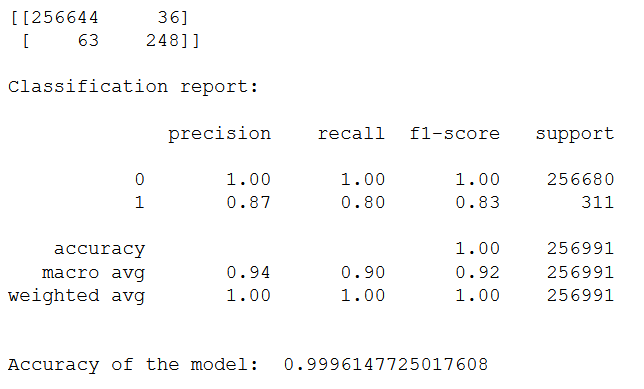 [[256644     36]
 [    63    248]]
Classification report:
precision    recall  f1-score   support
0       1.00      1.00      1.00    256680
1       0.87      0.80      0.83       311
accuracy                           1.00    256991
macro avg       0.94      0.90      0.92    256991
weighted avg       1.00      1.00      1.00    256991
Accuracy of the model:  0.9996147725017608